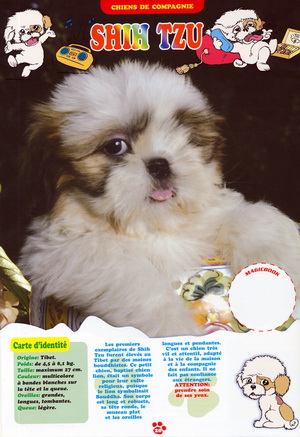 CHIENS DE COMPAGNIE
SHIH TZU
MAGICBOOK
Carte d'identité
Origine: Tibet.
Poids: de 4,5 à 8,1 kg.
Taille: maximum 27 cm.
Couleur: multicolore
à bandes blanches sur
la tête et la queue.
Oreilles: grandes,
longues, tombantes.
Queue: légère.
Les premiers
exemplaires de Shih
Tzu furent élevés au
Tibet par des moines
bouddhistes. Ce petit
chien, baptisé chien
lion, était un symbole
pour leur culte
religieux, puisque
le lion symbolisait
Bouddha. Son corps
est long et robuste,
sa tête ronde, le
museau plat
et les oreilles
longues et pendantes.
C'est un chien très
vif et attentif, adapté
à la vie de la maison
et à la compagnie
des enfants. Il ne
fait pas confiance
aux étrangers.
ATTENTION:
prendre soin
de ses yeux.